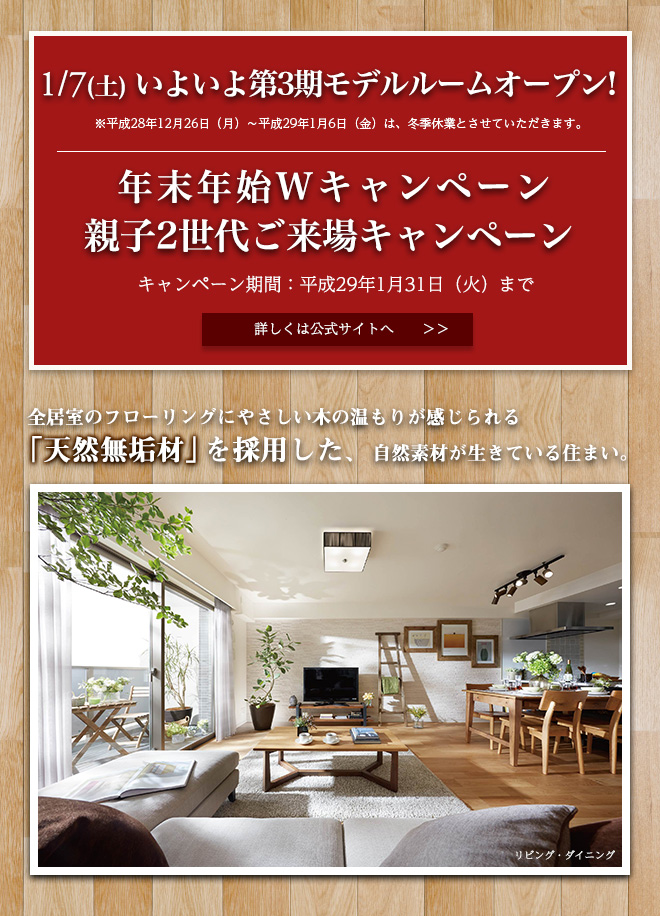 1/7(土) いよいよ第3期モデルルームオープン!
※平成28年12月26日（月）～平成29年1月6日（金）は、冬季休業とさせていただきます。
年末年始Wキャンペーン
親子2世代ご来場キャンペーン
キャンペーン期間：平成29年1月31日（火）まで
詳しくは公式サイトへ　＞＞
全居室のフローリングにやさしい木の温もりが感じられる
「天然無垢材」を採用した、自然素材が生きている住まい。
リビング・ダイニング